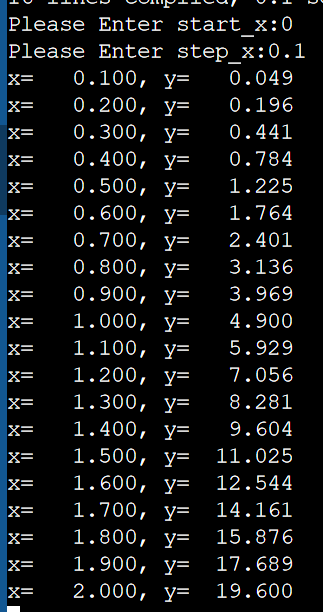 Please Enter start_x:0
Please Enter step_x:0.1
x=   0.100, y=   0.049
x=   0.200, y=   0.196
x=   0.300, y=   0.441
x=   0.400, y=   0.784
x=   0.500, y=   1.225
x=   0.600, y=   1.764
x=   0.700, y=   2.401
x=   0.800, y=   3.136
x=   0.900, y=   3.969
x=   1.000, y=   4.900
x=   1.100, y=   5.929
x=   1.200, y=   7.056
x=   1.300, y=   8.281
x=   1.400, y=   9.604
x=   1.500, y=  11.025
x=   1.600, y=  12.544
x=   1.700, y=  14.161
x=   1.800, y=  15.876
x=   1.900, y=  17.689
x=   2.000, y=  19.600